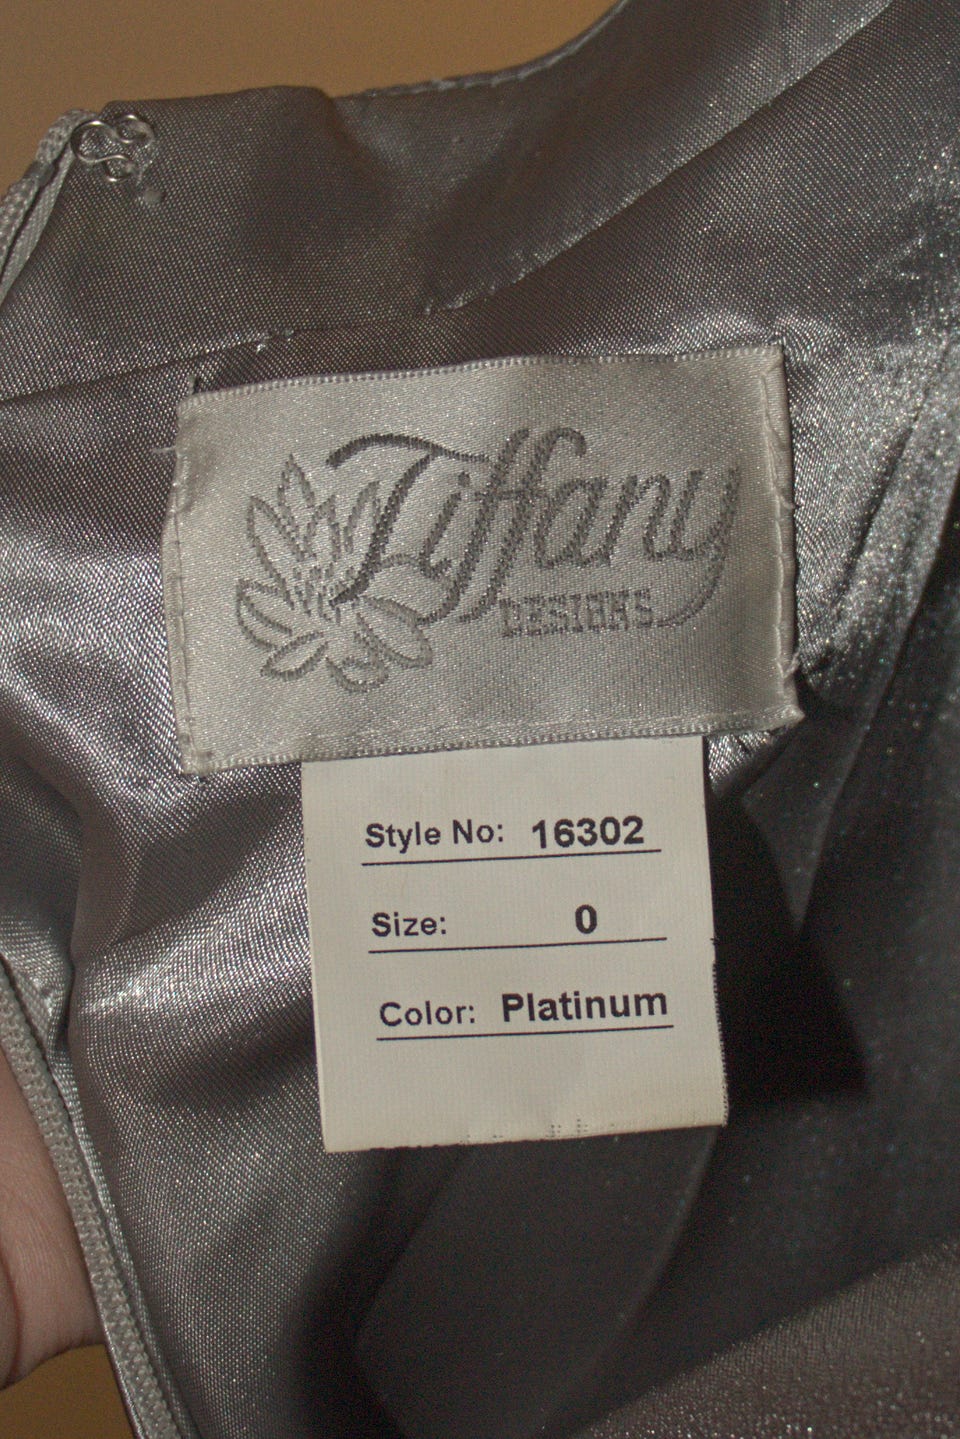 Tiffany
DESIGNS
Style No: 16302
Size: 0
Color: Platinum